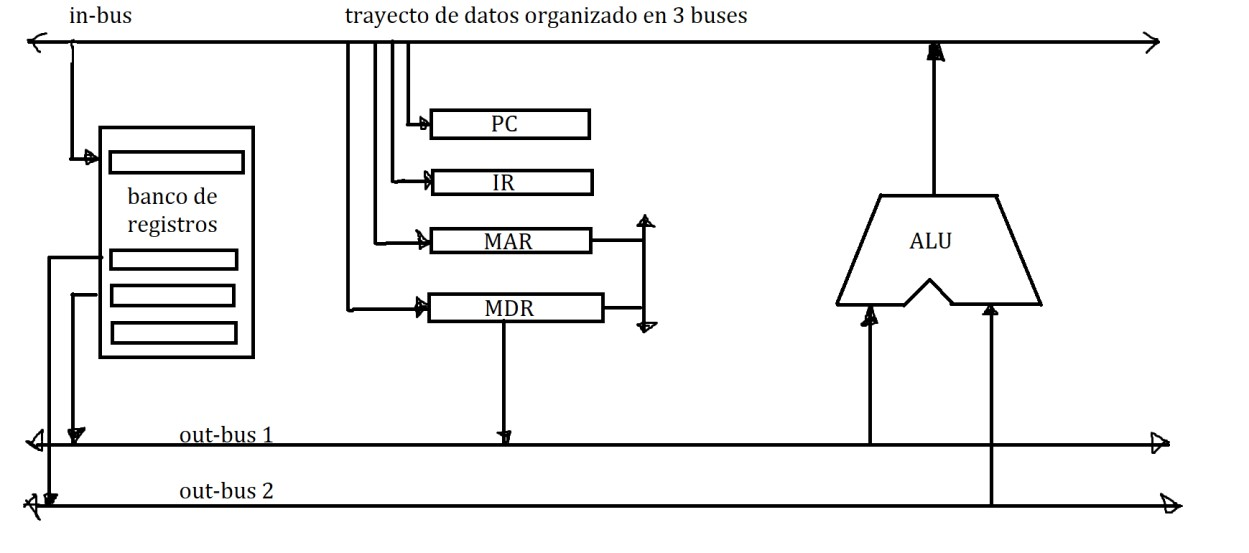 in-bus
trayecto de datos organizado en 3 buses
PC
IR
banco de
registros
MAR
ALU
MDR
out-bus 1
out-bus 2